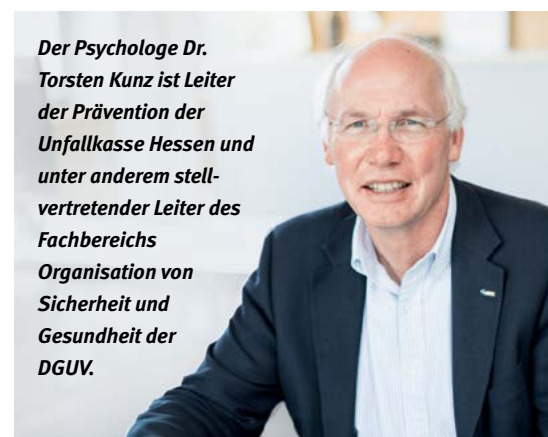 Der Psychologe Dr.
Torsten Kunz ist Leiter
der Prävention der
Unfallkasse Hessen und
unter anderem stell-
vertretender Leiter des
Fachbereichs
Organisation von
Sicherheit und
Gesundheit der
DGUV.